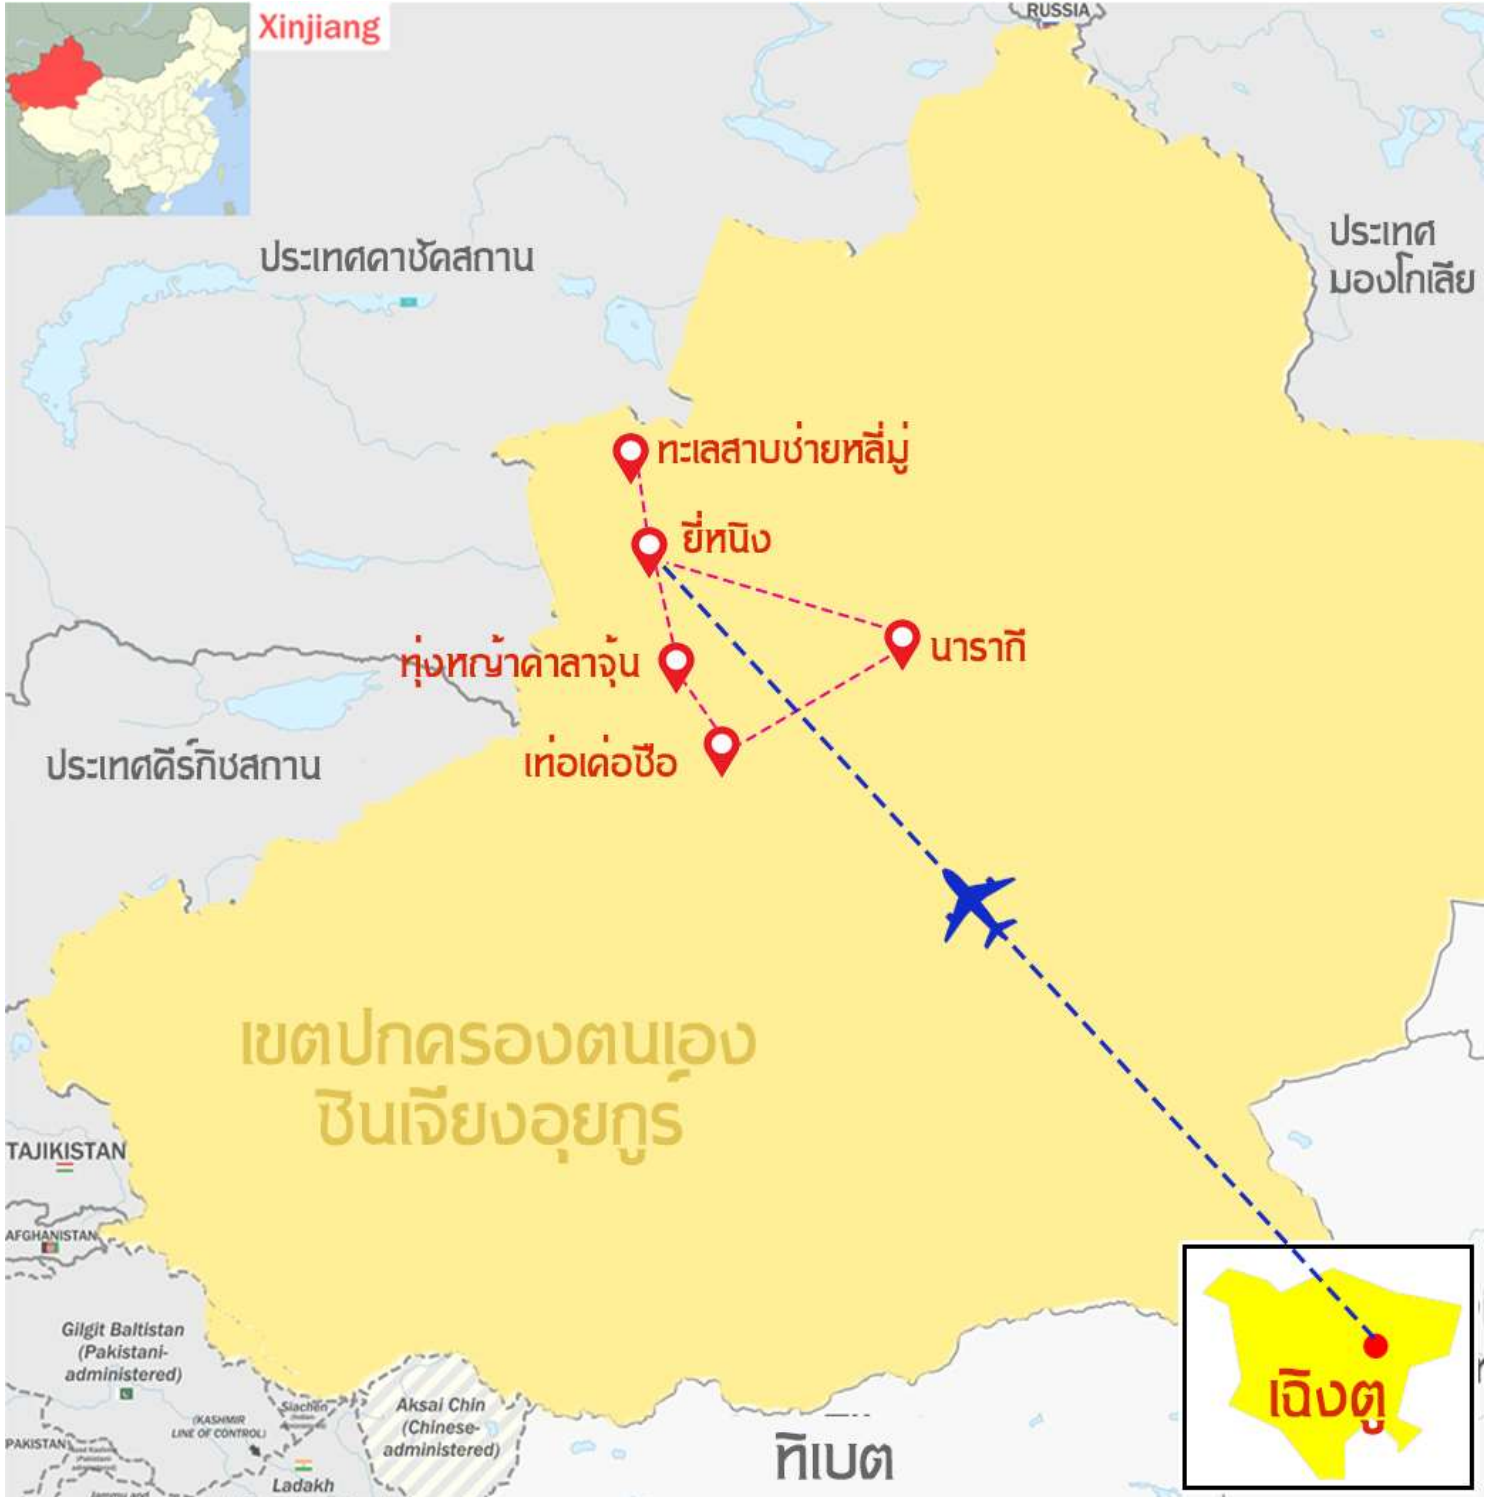 Xinjiang
RUSSIA
ประเทศคาซัคสถาน
ประเทศ
มองโกเลีย
ทะเลสาบซ่ายหลี่มู่
ยี่หนิง
นาราถี
ทุ่งหญ้าคาลาจุ้น
เท่อเค่อซือ
ประเทศคีร์กิซสถาน
เขตปกครองตนเอง
ซินเจียงอุยกูร์
TAJIKISTAN
AFGHANISTAN
Gilgit Baltistan
(Pakistani-
administered)
Siachen
(KASHMIR
LINE OF CONTROL)
Aksai Chin
(Chinese-
administered)
PAKISTAN
Ladakh
ทิเบต
เฉิงตู